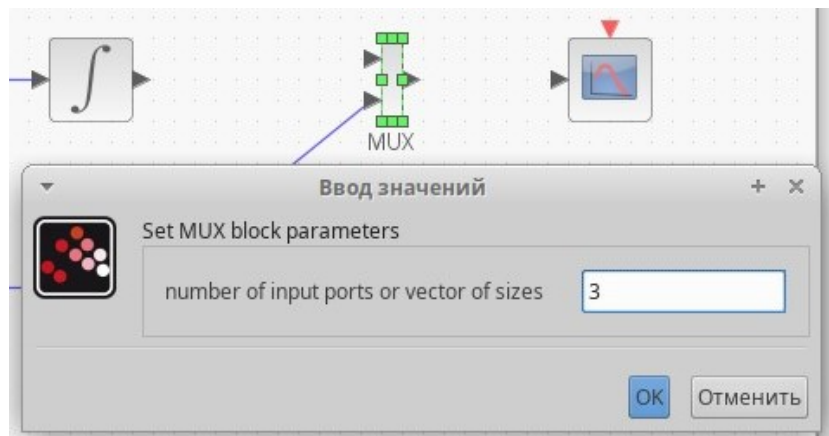 MUX
Ввод значений
Set MUX block parameters
number of input ports or vector of sizes 3
OK Отменить